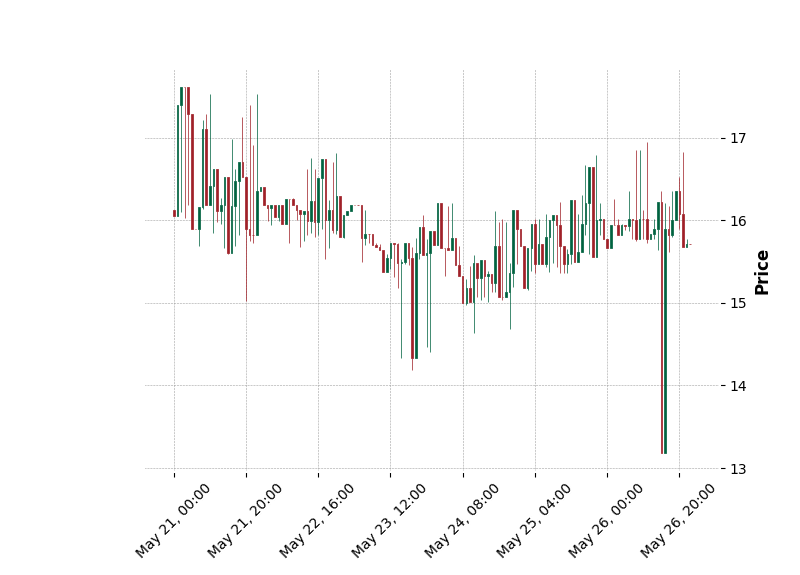 17
16
15
14
13
Price
May 21, 00:00
May 21, 20:00
May 22, 16:00
May 23, 12:00
May 24, 08:00
May 25, 04:00
May 26, 00:00
May 26, 20:00